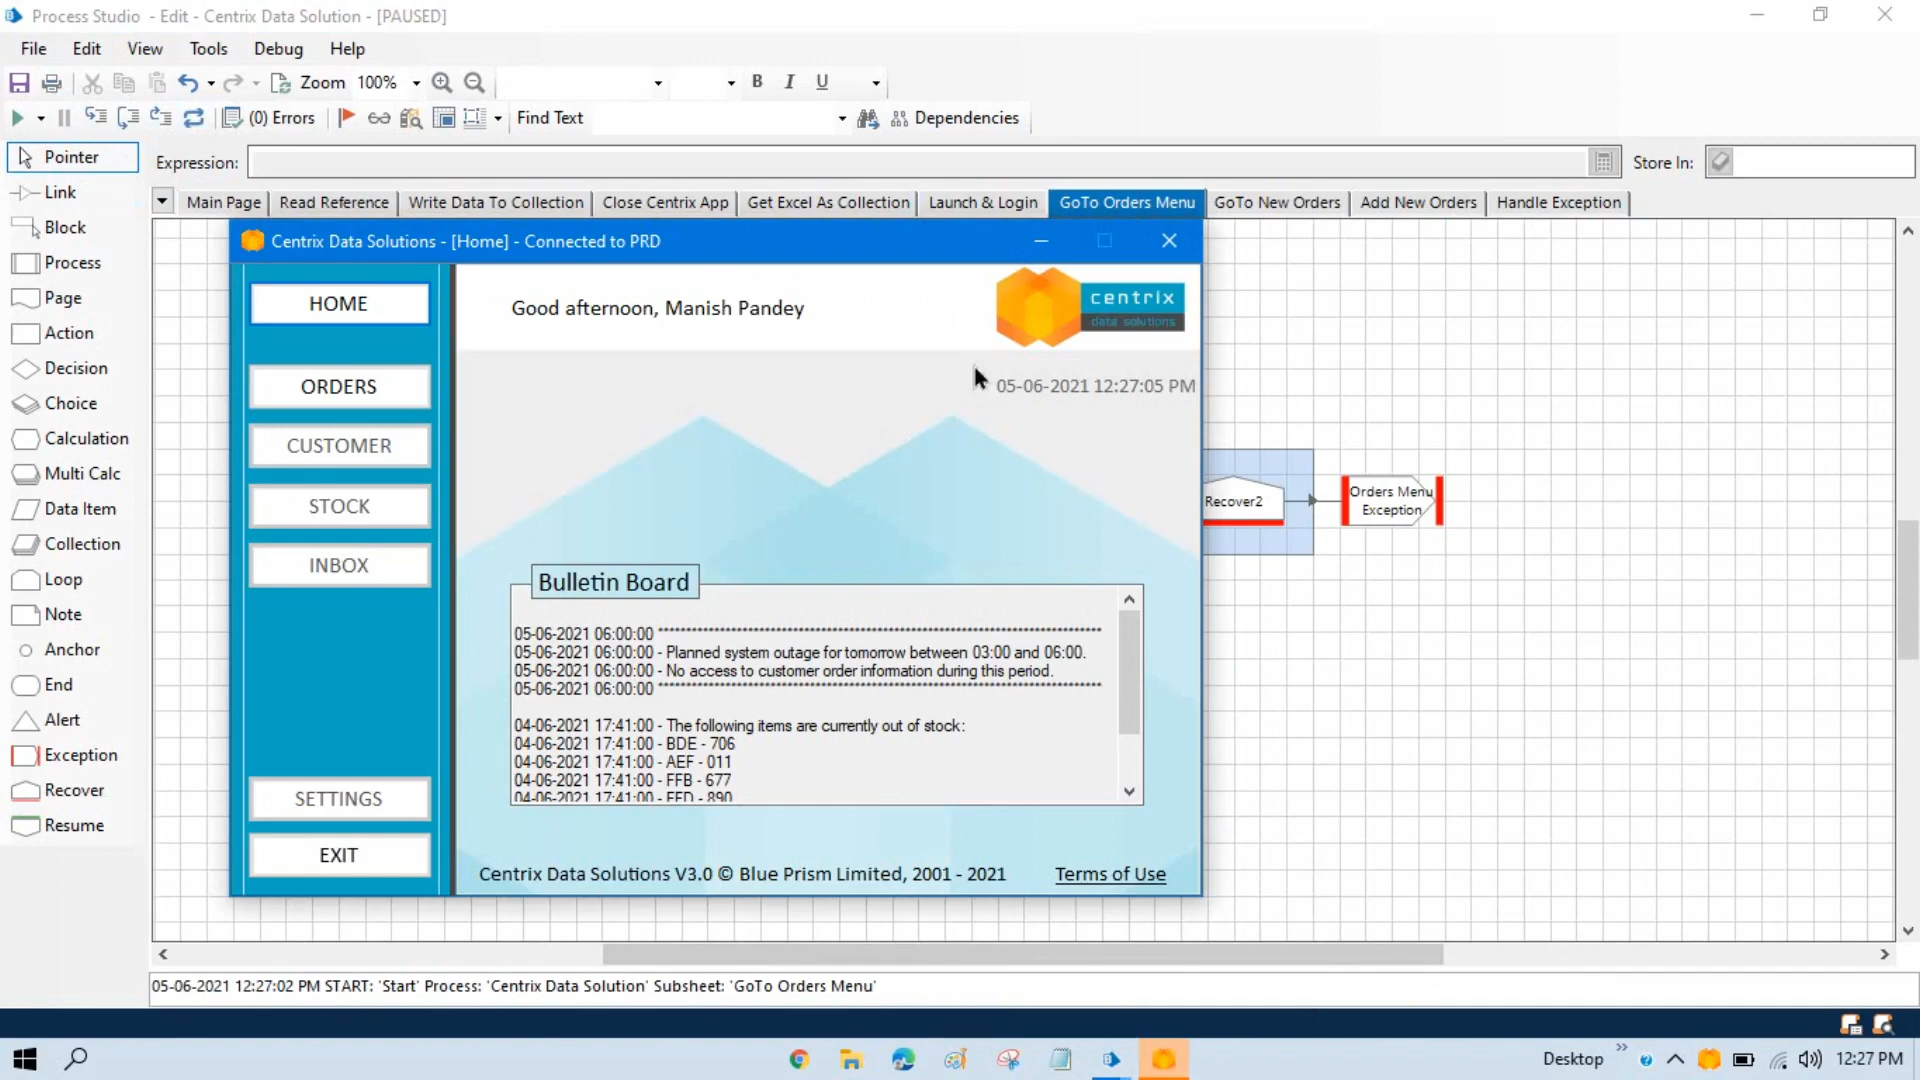 Process Studio - Edit - Centrix Data Solution - [PAUSED]
File Edit View Tools Debug Help
Zoom 100% B I U
(0) Errors Find Text Dependencies
Pointer
Link
Block
Process
Page
Action
Decision
Choice
Calculation
Multi Calc
Data Item
Collection
Loop
Note
Anchor
End
Alert
Exception
Recover
Resume
Expression: Store In:
Main Page Read Reference Write Data To Collection Close Centrix App Get Excel As Collection Launch & Login GoTo Orders Menu GoTo New Orders Add New Orders Handle Exception
Centrix Data Solutions - [Home] - Connected to PRD
HOME
ORDERS
CUSTOMER
STOCK
INBOX
SETTINGS
EXIT
Good afternoon, Manish Pandey
centrix
data solutions
05-06-2021 12:27:05 PM
Bulletin Board
05-06-2021 06:00:00 ********************************************************************************
05-06-2021 06:00:00 - Planned system outage for tomorrow between 03:00 and 06:00.
05-06-2021 06:00:00 - No access to customer order information during this period.
05-06-2021 06:00:00 ********************************************************************************
04-06-2021 17:41:00 - The following items are currently out of stock:
04-06-2021 17:41:00 - BDE - 706
04-06-2021 17:41:00 - AEF - 011
04-06-2021 17:41:00 - FFB - 677
04-06-2021 17:41:00 - EED - 890
Centrix Data Solutions V3.0 © Blue Prism Limited, 2001 - 2021 Terms of Use
Recover2
Orders Menu
Exception
05-06-2021 12:27:02 PM START: 'Start' Process: 'Centrix Data Solution' Subsheet: 'GoTo Orders Menu'
Desktop 12:27 PM